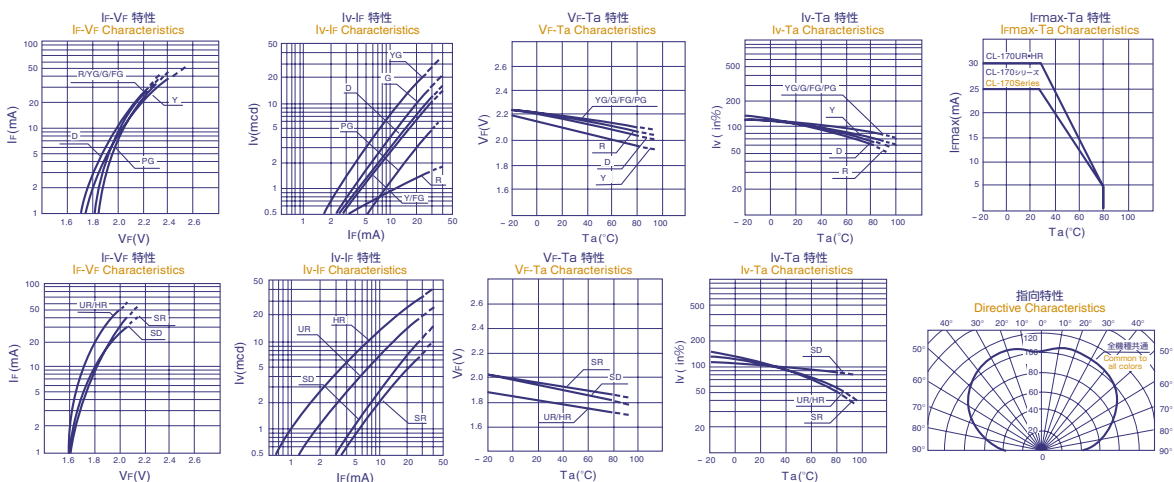 IF-VF 特性
IF-VF Characteristics
100
50
20
10
5
2
1
IF(mA)
R/YG/G/FG
Y
D
PG
1.8
2.0
2.2
2.4
2.6
VF(V)
Iv-IF 特性
Iv-IF Characteristics
50
20
10
5
2
1
0.5
Iv(mcd)
YG
G
D
PG
R
Y/FG
1
2
5
10
20
50
IF(mA)
VF-Ta 特性
VF-Ta Characteristics
2.6
2.4
2.2
2.0
1.8
1.6
VF(V)
YG/G/FG/PG
R
D
Y
－20
0
20
40
60
80
100
Ta(°C)
Iv-Ta 特性
Iv-Ta Characteristics
500
200
100
50
20
Iv ( in%)
YG/G/FG/PG
Y
D
R
－20
0
20
40
60
80
100
Ta(°C)
IFmax-Ta 特性
IFmax-Ta Characteristics
30
25
20
15
10
5
IFmax(mA)
CL-170UR•HR
CL-170シリーズ
CL-170Series
－20
0
20
40
60
80
100
Ta(°C)
IF-VF 特性
IF-VF Characteristics
100
50
20
10
5
2
1
IF(mA)
UR/HR
SR
SD
1.6
1.8
2.0
2.2
2.4
2.6
VF(V)
Iv-IF 特性
Iv-IF Characteristics
50
20
10
5
2
1
0.5
Iv(mcd)
HR
UR
SD
SR
1
2
5
10
20
50
IF(mA)
VF-Ta 特性
VF-Ta Characteristics
2.6
2.4
2.2
2.0
1.8
1.6
VF(V)
SR
SD
UR/HR
－20
0
20
40
60
80
100
Ta(°C)
Iv-Ta 特性
Iv-Ta Characteristics
500
200
100
50
20
Iv ( in%)
SD
UR/HR
SR
－20
0
20
40
60
80
100
Ta(°C)
指向特性
Directive Characteristics
40° 30° 20° 10° 0° 10° 20° 30° 40°
50°
60°
70°
80°
90°
50°
60°
70°
80°
90°
120
100
80
60
40
20
0
全機種共通
Common to
all colors